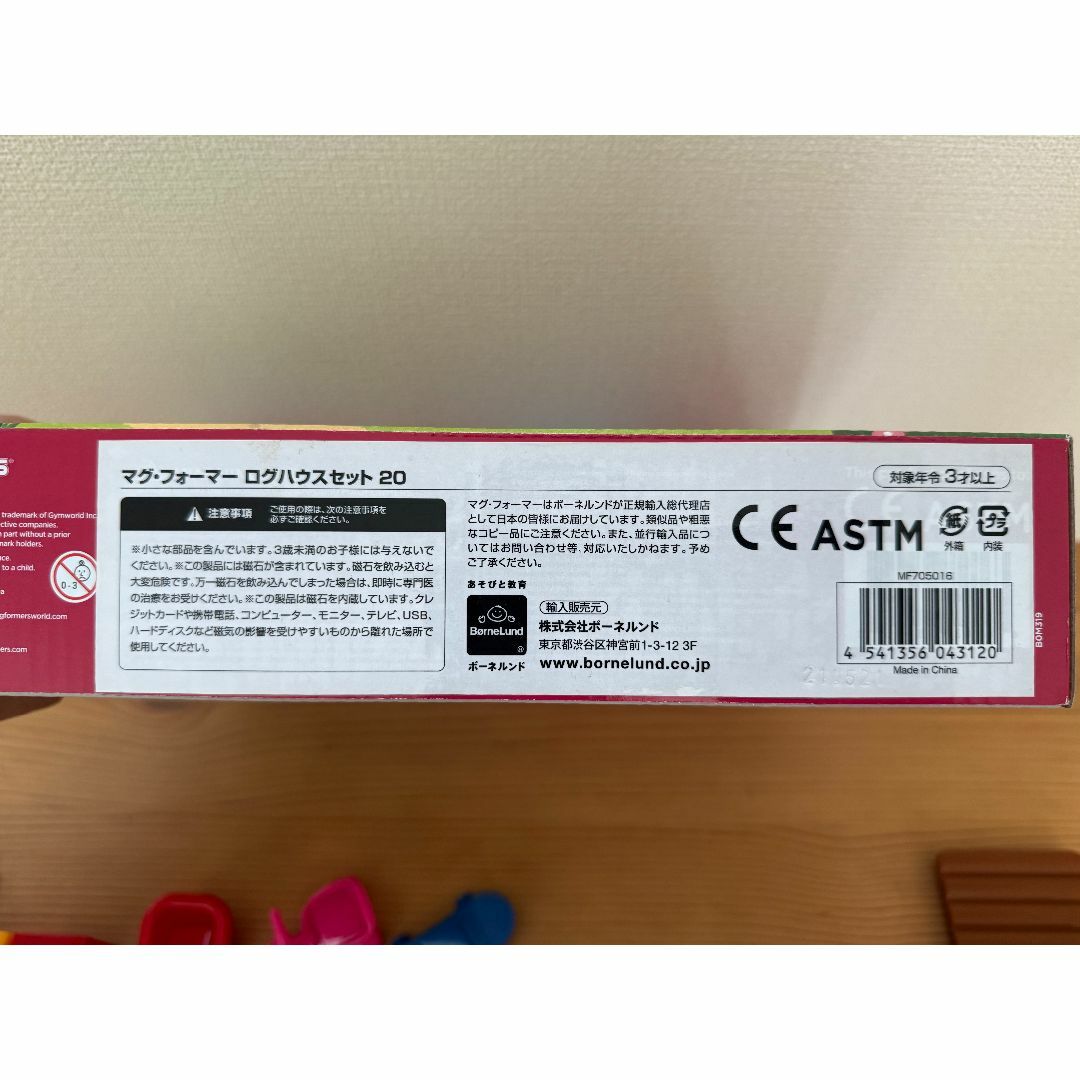 マグ・フォーマー ログハウスセット 20
対象年令 3才以上
注意事項
ご使用の際は、次の注意事項を
必ずご確認ください。
※小さな部品を含んでいます。3歳未満のお子様には与えないで
ください。※この製品には磁石が含まれています。磁石を飲み込むと
大変危険です。万一磁石を飲み込んでしまった場合は、即時に専門医
の治療をお受けください。※この製品は磁石を内蔵しています。クレ
ジットカードや携帯電話、コンピューター、モニター、テレビ、USB、
ハードディスクなど磁気の影響を受けやすいものから離れた場所で
使用してください。
マグ・フォーマーはボーネルンドが正規輸入総代理店
として日本の皆様にお届けしています。類似品や粗悪
なコピー品にご注意ください。また、並行輸入品につ
いてはお問い合わせ等、対応いたしかねます。予め
ご了承ください。
あそびと教育
BørneLund
®
ボーネルンド
輸入販売元
株式会社ボーネルンド
東京都渋谷区神宮前1-3-12 3F
www.bornelund.co.jp
CE ASTM
紙
外箱
プラ
内装
MF705016
4 541356 043120
Made in China
BOM319
trademark of Gymworld Inc
ective companies.
part without a prior
mark holders.
to a child.
0-3
gformersworld.com
ers.com